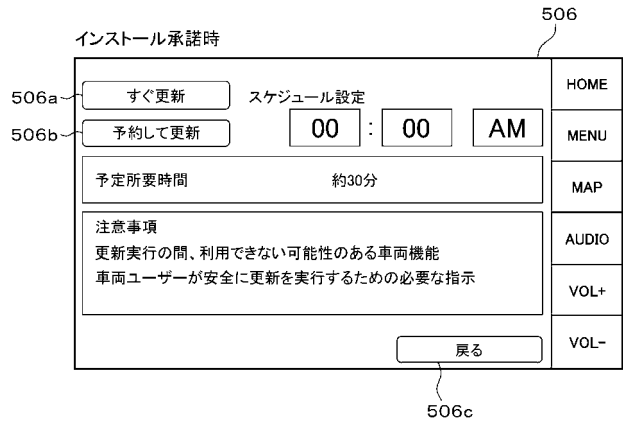 506
インストール承諾時
506a
すぐ更新
スケジュール設定
506b
予約して更新
00 : 00 AM
予定所要時間 約30分
注意事項
更新実行の間、利用できない可能性のある車両機能
車両ユーザーが安全に更新を実行するための必要な指示
戻る
506c
HOME
MENU
MAP
AUDIO
VOL+
VOL-